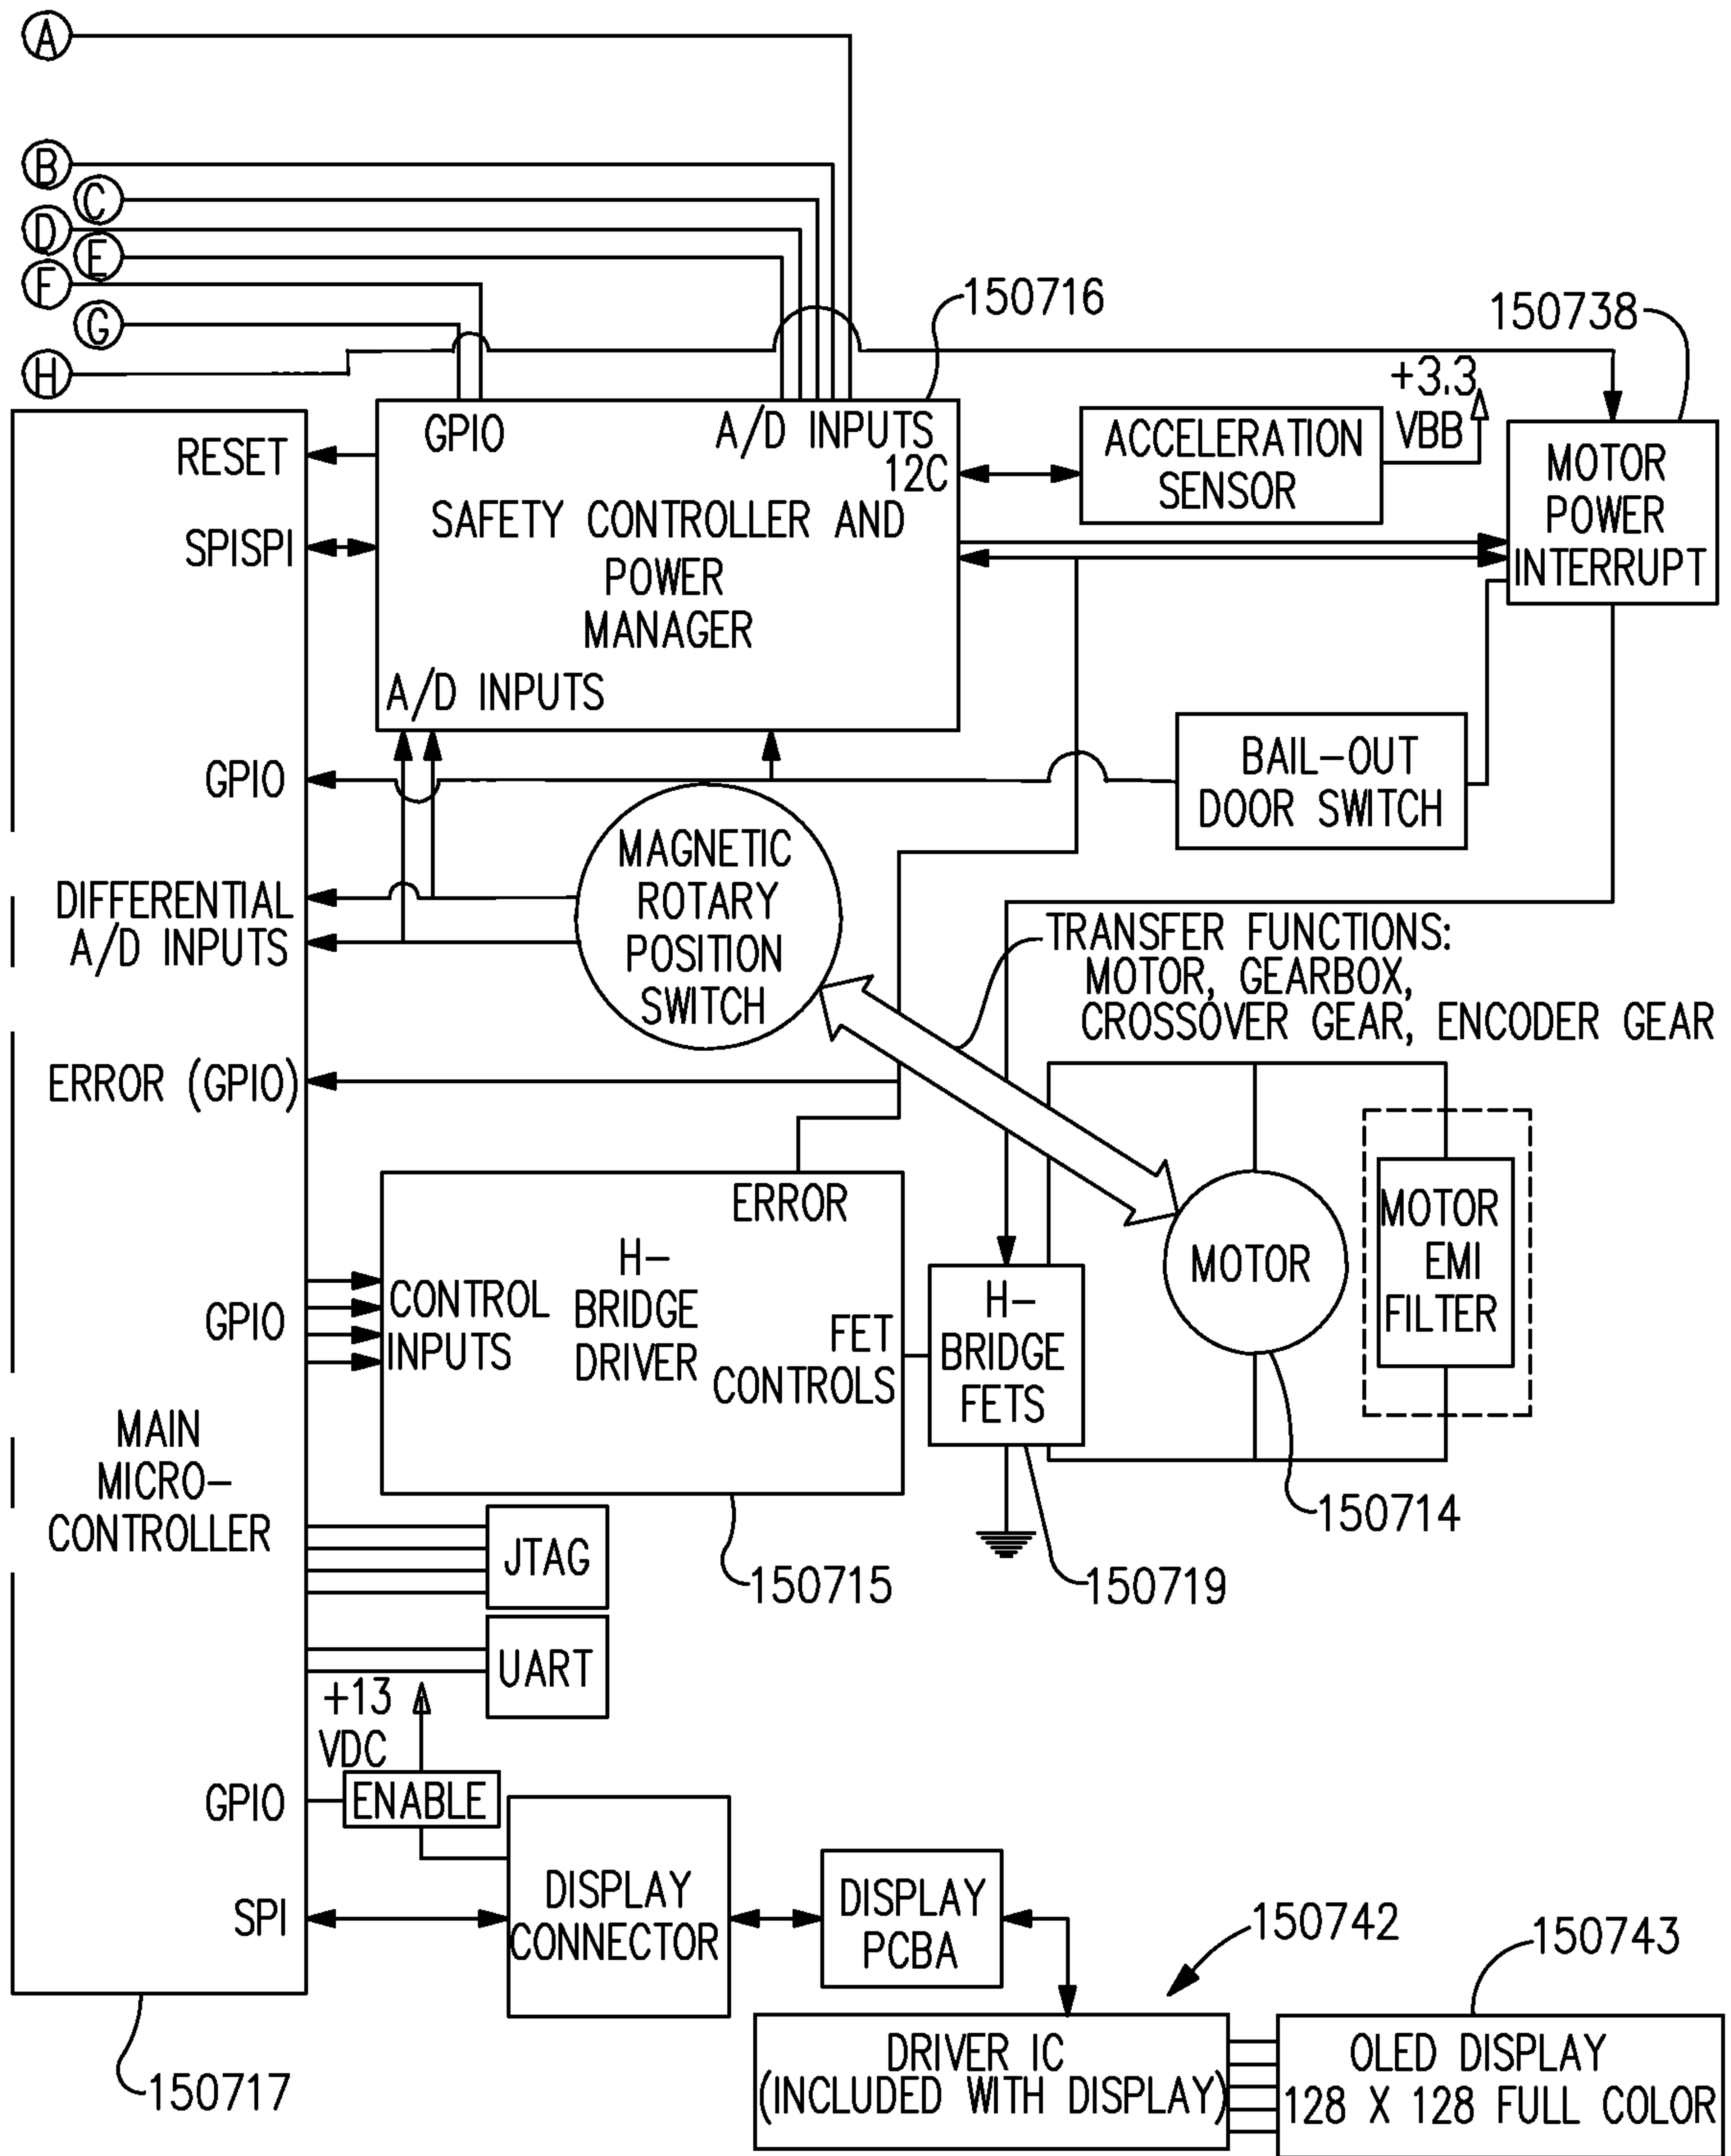 A
B
C
D
E
F
G
H
150716
150738
+3.3
VBB
GPIO
A/D INPUTS
12C
SAFETY CONTROLLER AND
POWER
MANAGER
A/D INPUTS
ACCELERATION
SENSOR
MOTOR
POWER
INTERRUPT
RESET
SPISPI
GPIO
DIFFERENTIAL
A/D INPUTS
ERROR (GPIO)
GPIO
MAIN
MICRO-
CONTROLLER
GPIO
SPI
BAIL-OUT
DOOR SWITCH
MAGNETIC
ROTARY
POSITION
SWITCH
TRANSFER FUNCTIONS:
MOTOR, GEARBOX,
CROSSOVER GEAR, ENCODER GEAR
ERROR
CONTROL
INPUTS
H-
BRIDGE
DRIVER
FET
CONTROLS
H-
BRIDGE
FETS
MOTOR
MOTOR
EMI
FILTER
150714
150715
150719
JTAG
UART
+13
VDC
ENABLE
DISPLAY
CONNECTOR
DISPLAY
PCBA
150742
150743
DRIVER IC
(INCLUDED WITH DISPLAY)
OLED DISPLAY
128 X 128 FULL COLOR
150717